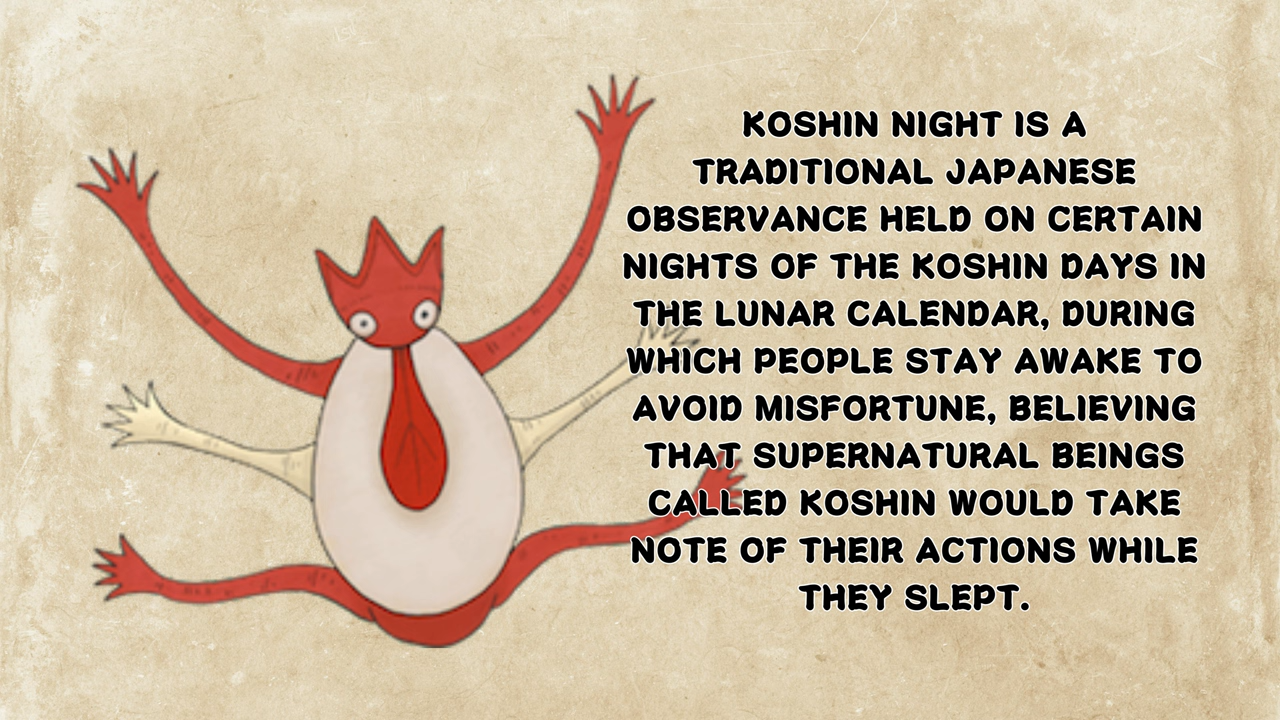 KOSHIN NIGHT IS A
TRADITIONAL JAPANESE
OBSERVANCE HELD ON CERTAIN
NIGHTS OF THE KOSHIN DAYS IN
THE LUNAR CALENDAR, DURING
WHICH PEOPLE STAY AWAKE TO
AVOID MISFORTUNE, BELIEVING
THAT SUPERNATURAL BEINGS
CALLED KOSHIN WOULD TAKE
NOTE OF THEIR ACTIONS WHILE
THEY SLEPT.